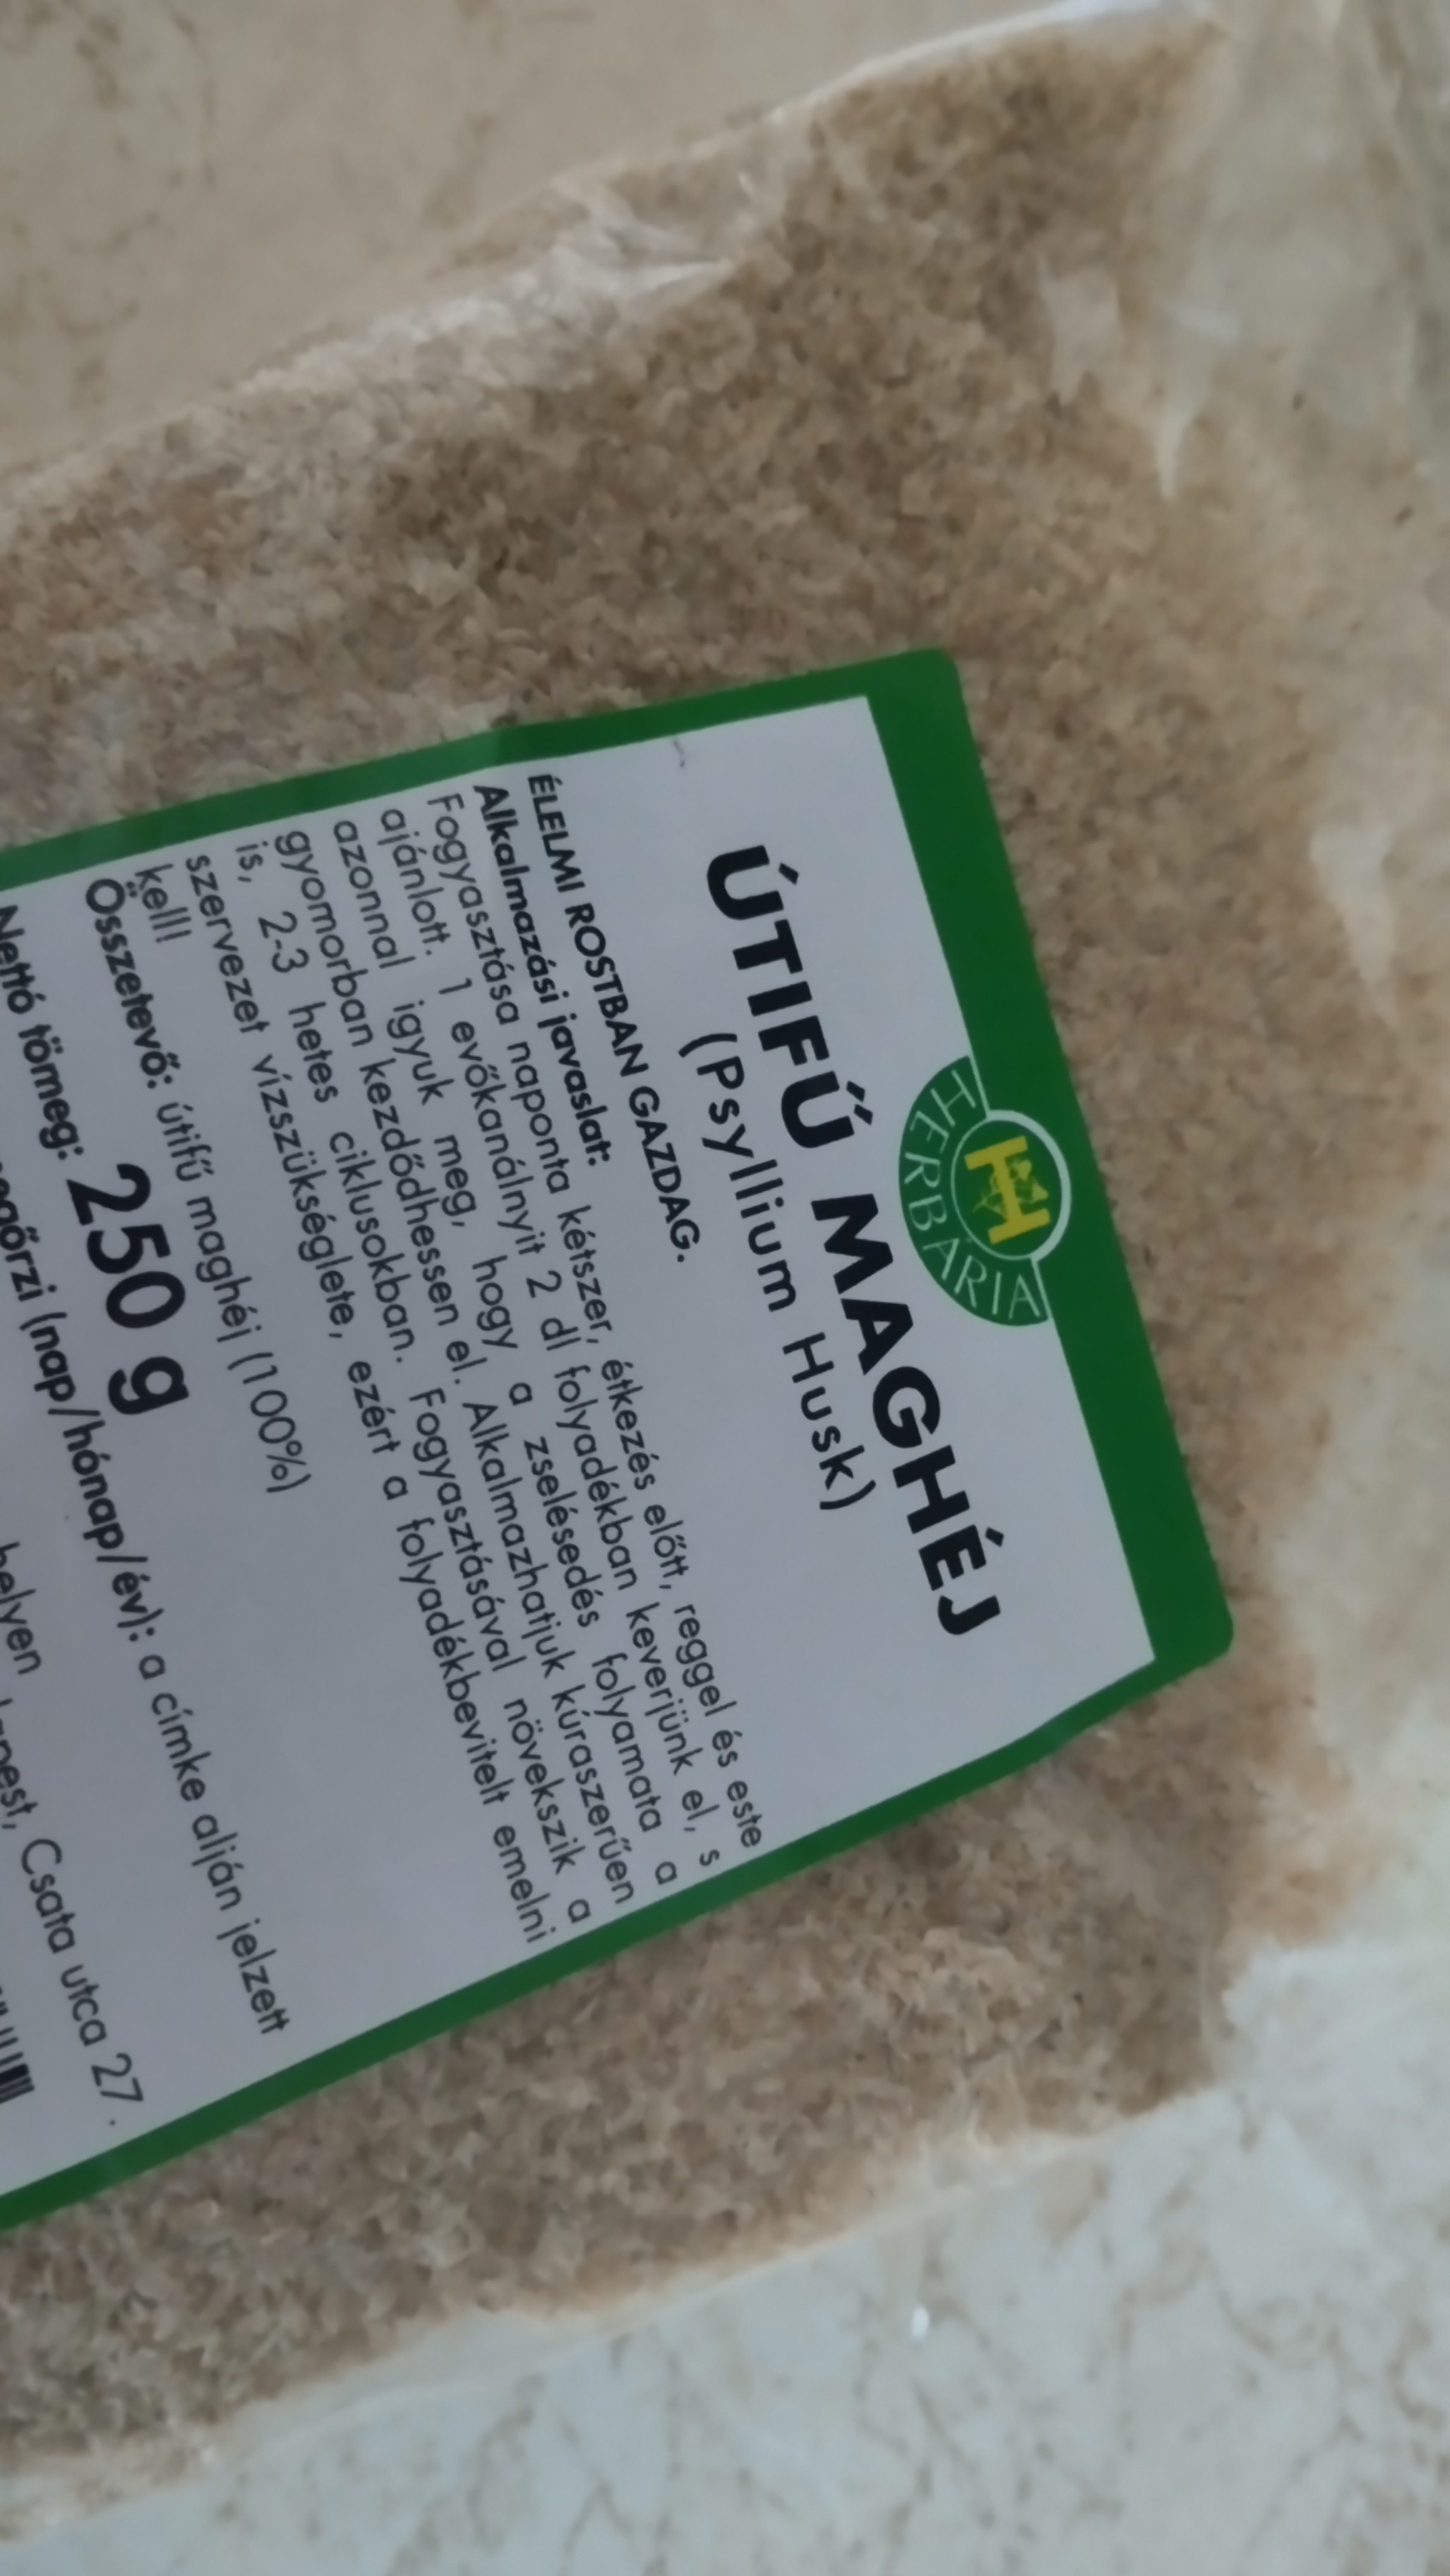 HERBÁRIA
ÚTIFŰ MAGHÉJ
(Psyllium Husk)
ÉLELMI ROSTBAN GAZDAG.
Alkalmazási javaslat:
Fogyasztása naponta kétszer, étkezés előtt, reggel és este
ajánlott. 1 evőkanálnyit 2 dl folyadékban keverjünk el, s
azonnal igyuk meg, hogy a zselésedés folyamata a
gyomorban kezdődhessen el. Alkalmazhatjuk kúraszerűen
is, 2-3 hetes ciklusokban. Fogyasztásával növekszik a
szervezet vízszükséglete, ezért a folyadékbevitelt emelni
kell!
Összetevő: útifű maghéj (100%)
Nettó tömeg: 250 g
(nap/hónap/év): a címke alján jelzett
helyen
Csata utca 27.